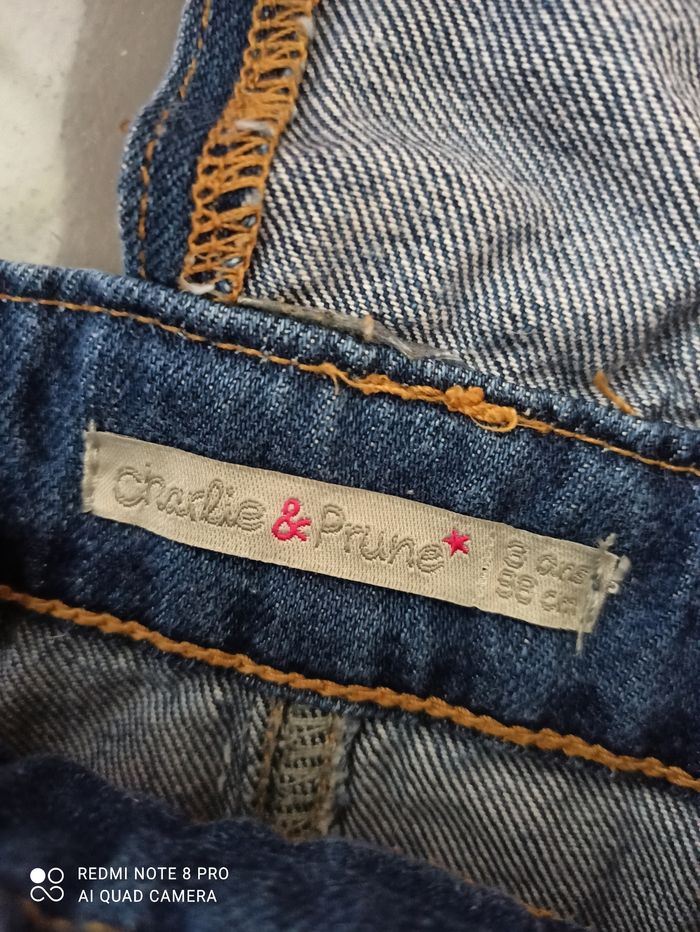 charlie & Prune*
3 ans
98 cm
REDMI NOTE 8 PRO
AI QUAD CAMERA